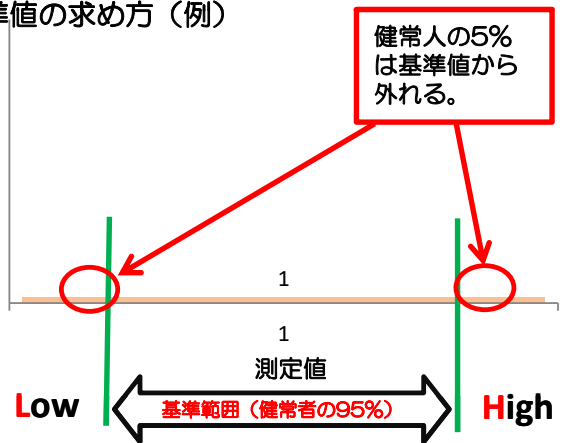 準値の求め方（例）
健常人の5%
は基準値から
外れる。
1
1
測定値
Low
基準範囲（健常者の95%）
High